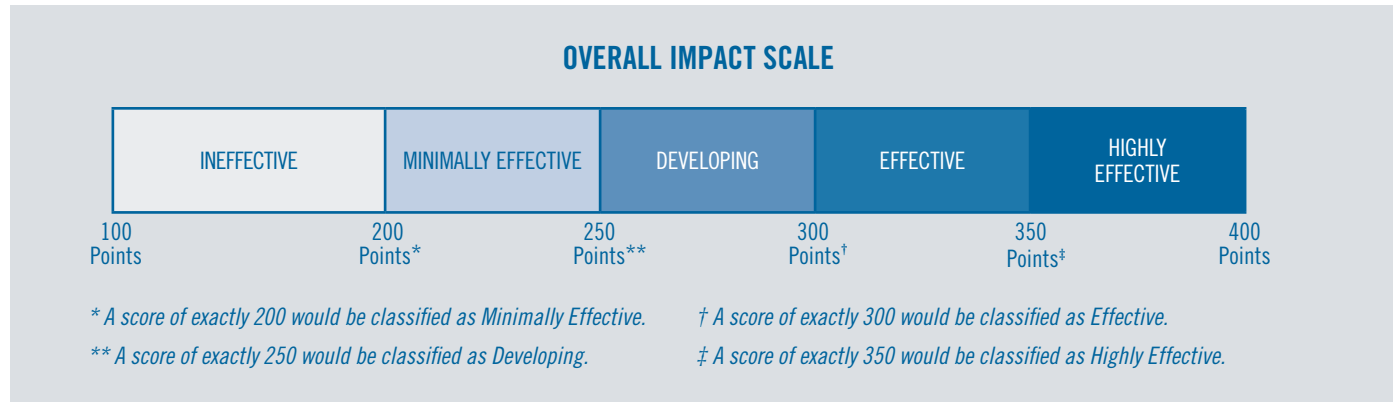 OVERALL IMPACT SCALE
INEFFECTIVE
MINIMALLY EFFECTIVE
DEVELOPING
EFFECTIVE
HIGHLY
EFFECTIVE
100
Points
200
Points*
250
Points**
300
Points†
350
Points‡
400
Points
* A score of exactly 200 would be classified as Minimally Effective.
** A score of exactly 250 would be classified as Developing.
† A score of exactly 300 would be classified as Effective.
‡ A score of exactly 350 would be classified as Highly Effective.